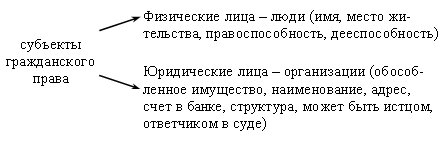 Физические лица – люди (имя, место жи-
тельства, правоспособность, дееспособность)
субъекты
гражданского
права
Юридические лица – организации (обособ-
ленное имущество, наименование, адрес,
счет в банке, структура, может быть истцом,
ответчиком в суде)